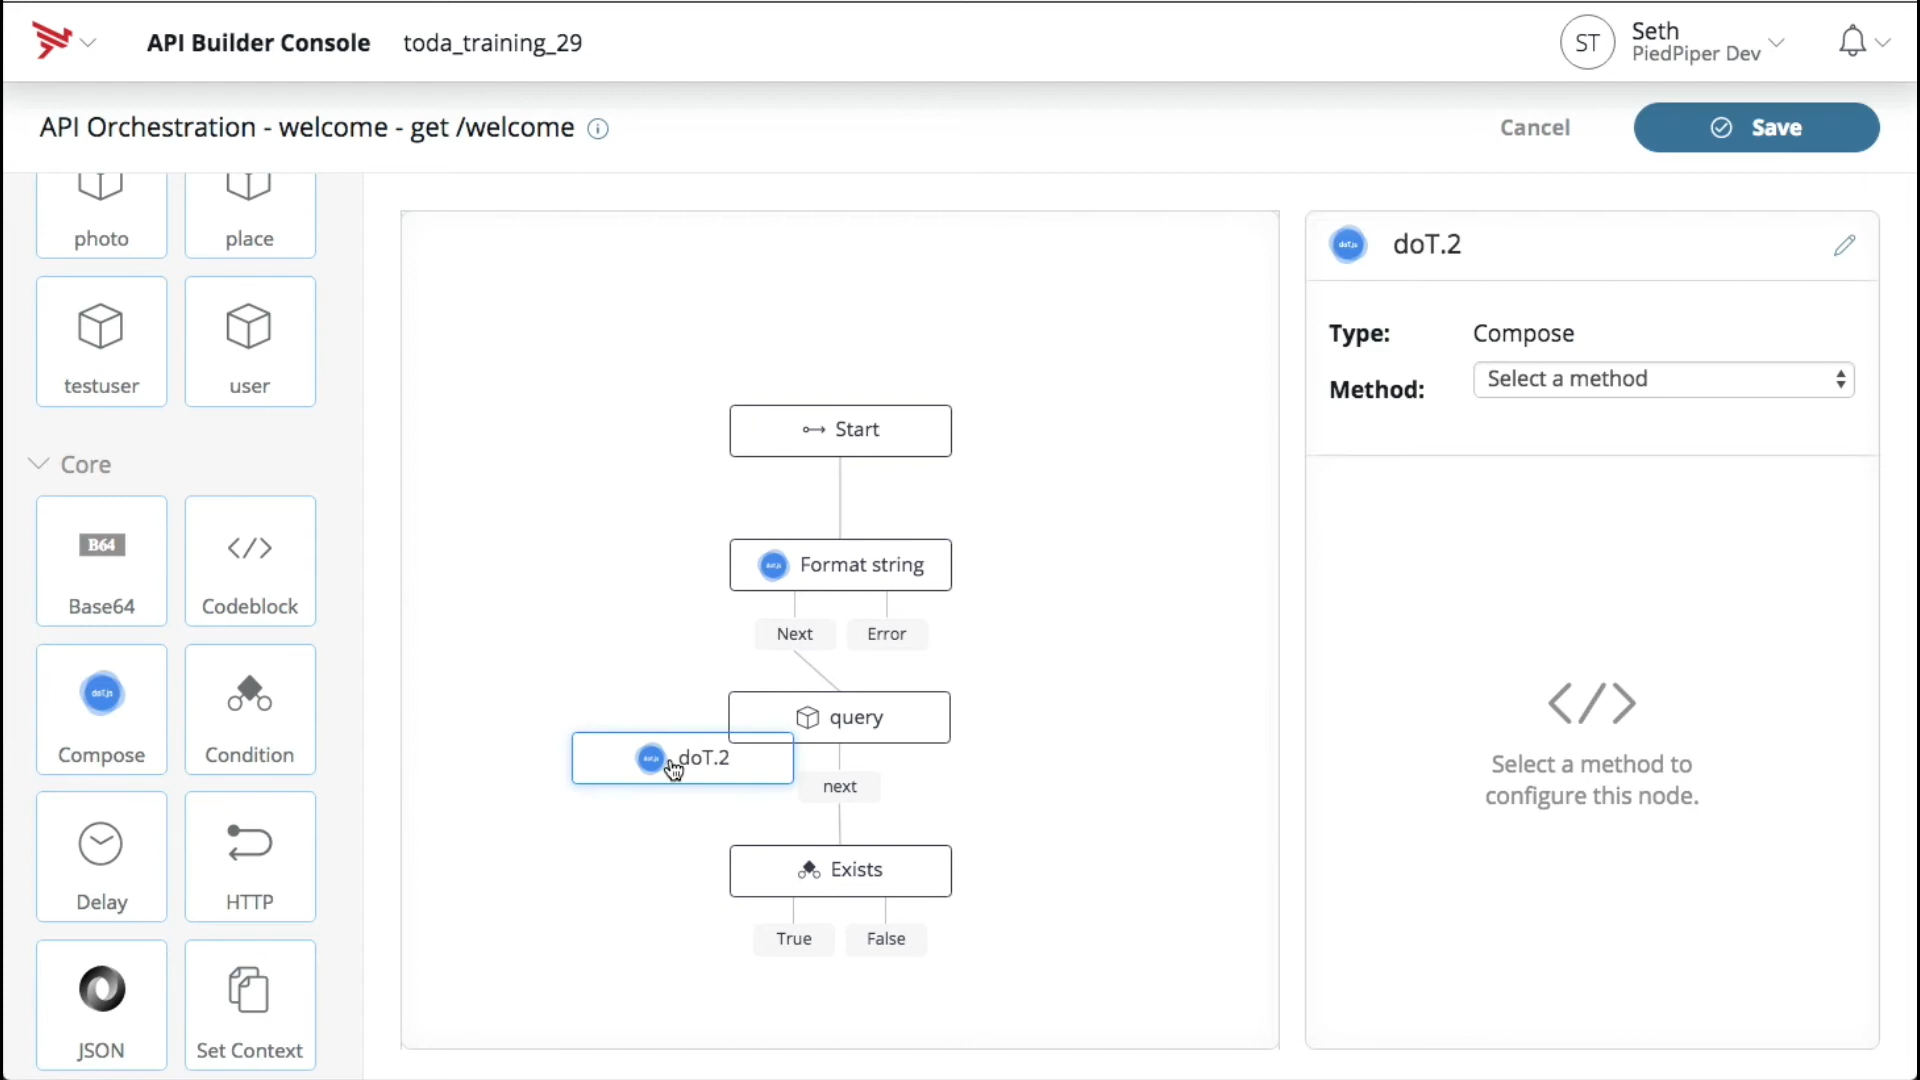 API Builder Console toda_training_29
ST
Seth
PiedPiper Dev
API Orchestration - welcome - get /welcome
Cancel
Save
photo
place
testuser
user
Core
B64
Base64
Codeblock
dot.js
Compose
Condition
Delay
HTTP
JSON
Set Context
Start
Format string
Next
Error
query
doT.2
next
Exists
True
False
doT.2
Type: Compose
Method: Select a method
Select a method to
configure this node.